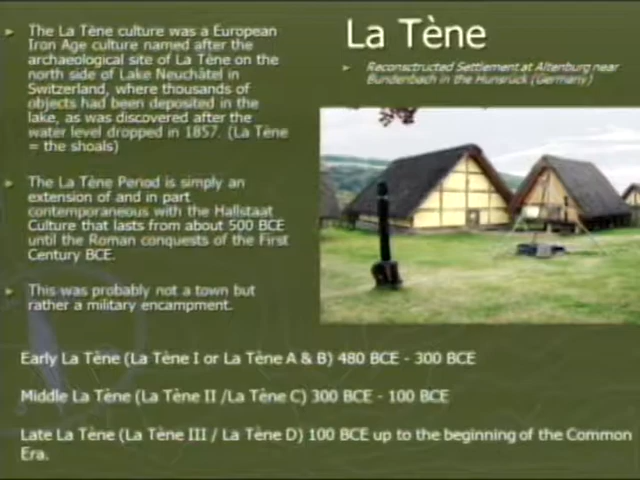 La Tène
The La Tène culture was a European
Iron Age culture named after the
archaeological site of La Tène on the
north side of Lake Neuchâtel in
Switzerland, where thousands of
objects had been deposited in the
lake, as was discovered after the
water level dropped in 1857. (La Tène
= the shoals)
The La Tène Period is simply an
extension of and in part
contemporaneous with the Hallstaat
Culture that lasts from about 500 BCE
until the Roman conquests of the First
Century BCE.
This was probably not a town but
rather a military encampment.
Reconsctructed Settlement at Altenburg near
Bundenbach in the Hunsrück (Germany)
Early La Tène (La Tène I or La Tène A & B) 480 BCE - 300 BCE
Middle La Tène (La Tène II /La Tène C) 300 BCE - 100 BCE
Late La Tène (La Tène III / La Tène D) 100 BCE up to the beginning of the Common
Era.